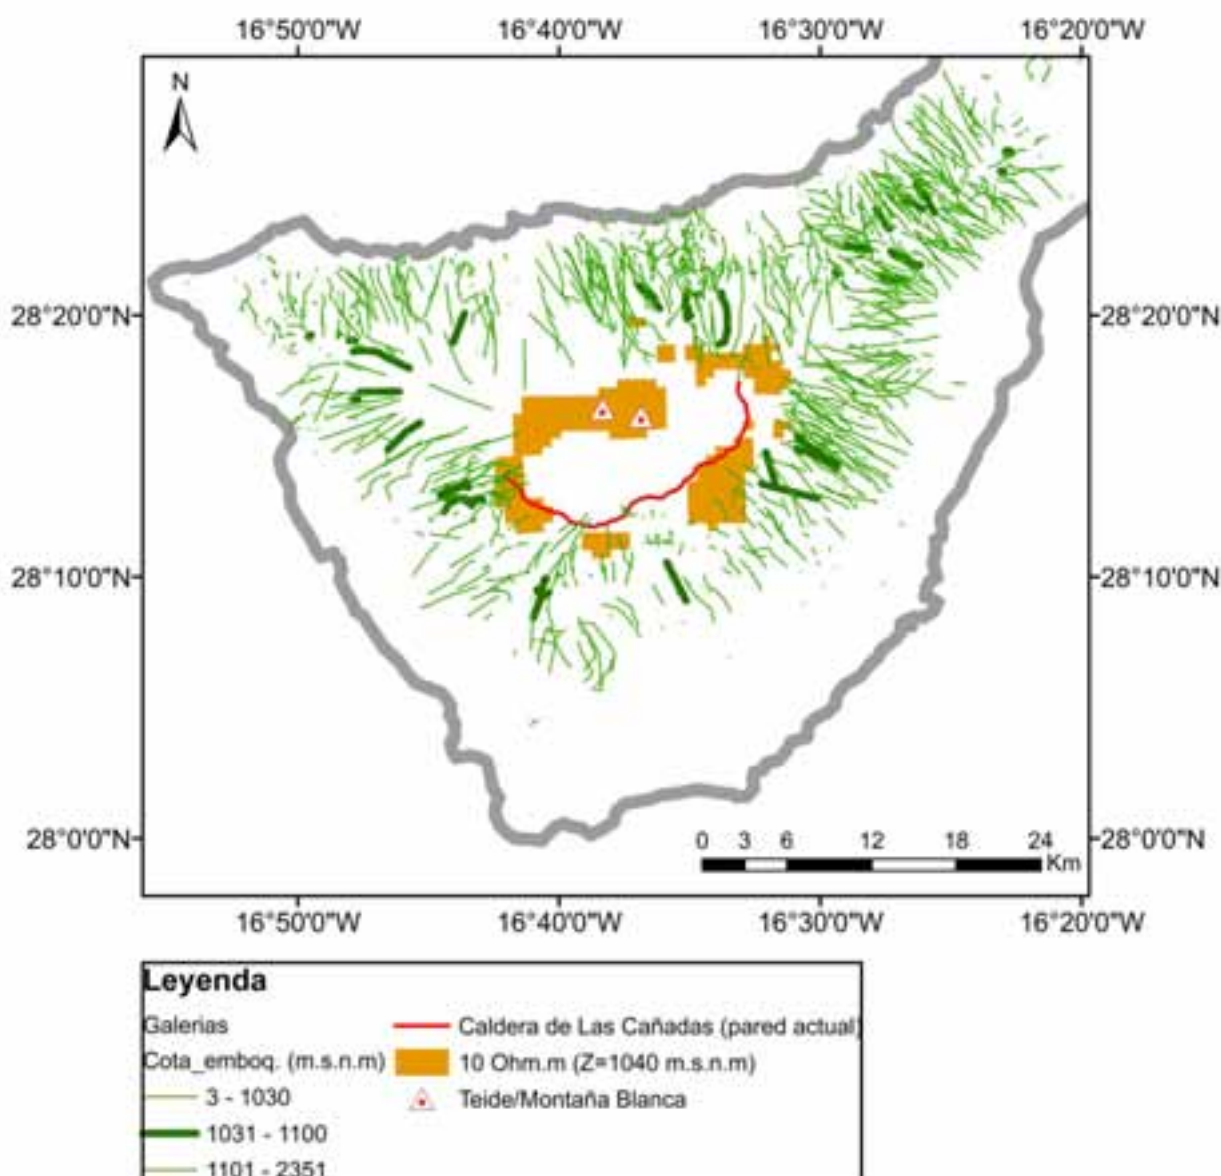 16°50'0"W 16°40'0"W 16°30'0"W 16°20'0"W
N
28°20'0"N 28°20'0"N
28°10'0"N 28°10'0"N
28°0'0"N 28°0'0"N
0 3 6 12 18 24
Km
16°50'0"W 16°40'0"W 16°30'0"W 16°20'0"W
Leyenda
Galerias
Caldera de Las Cañadas (pared actual)
Cota_emboq. (m.s.n.m)
10 Ohm.m (Z=1040 m.s.n.m)
3 - 1030
Teide/Montaña Blanca
1031 - 1100
1101 - 2351